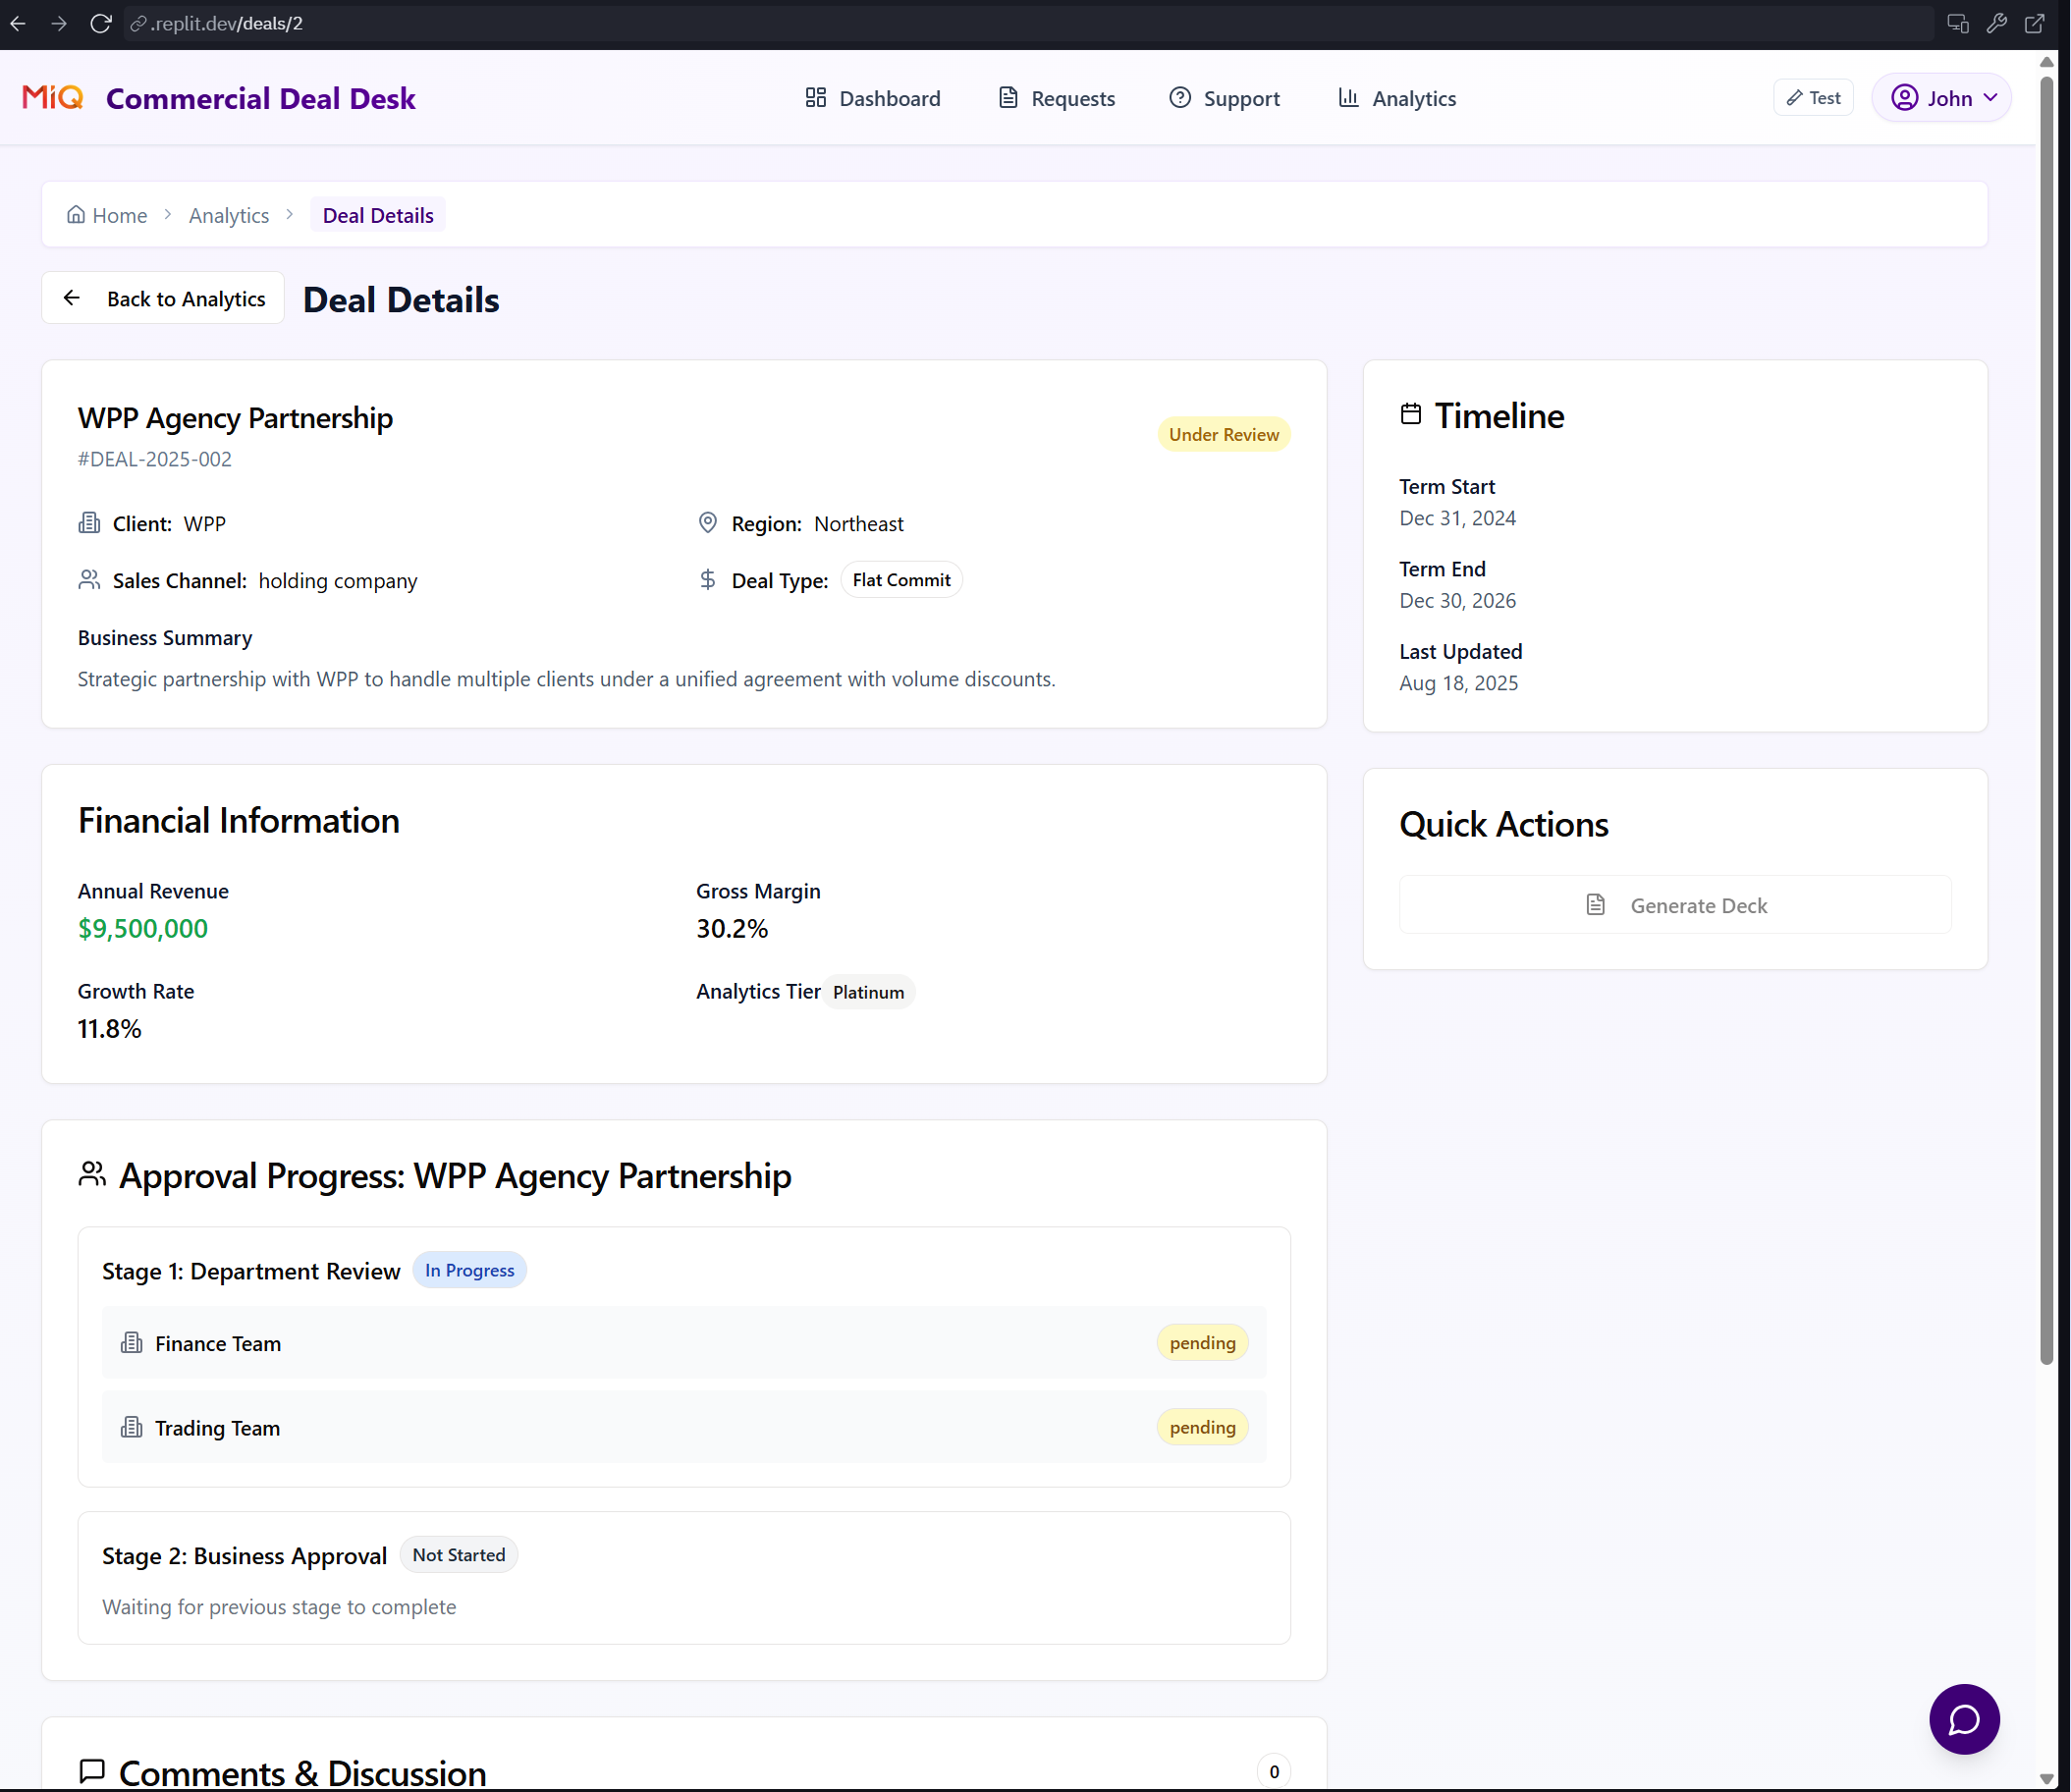 .replit.dev/deals/2
MiQ Commercial Deal Desk
Dashboard Requests Support Analytics
Test John
Home Analytics Deal Details
Back to Analytics Deal Details
WPP Agency Partnership
#DEAL-2025-002
Under Review
Client: WPP
Region: Northeast
Sales Channel: holding company
Deal Type: Flat Commit
Business Summary
Strategic partnership with WPP to handle multiple clients under a unified agreement with volume discounts.
Timeline
Term Start
Dec 31, 2024
Term End
Dec 30, 2026
Last Updated
Aug 18, 2025
Financial Information
Annual Revenue
$9,500,000
Gross Margin
30.2%
Growth Rate
11.8%
Analytics Tier Platinum
Quick Actions
Generate Deck
Approval Progress: WPP Agency Partnership
Stage 1: Department Review In Progress
Finance Team pending
Trading Team pending
Stage 2: Business Approval Not Started
Waiting for previous stage to complete
Comments & Discussion 0